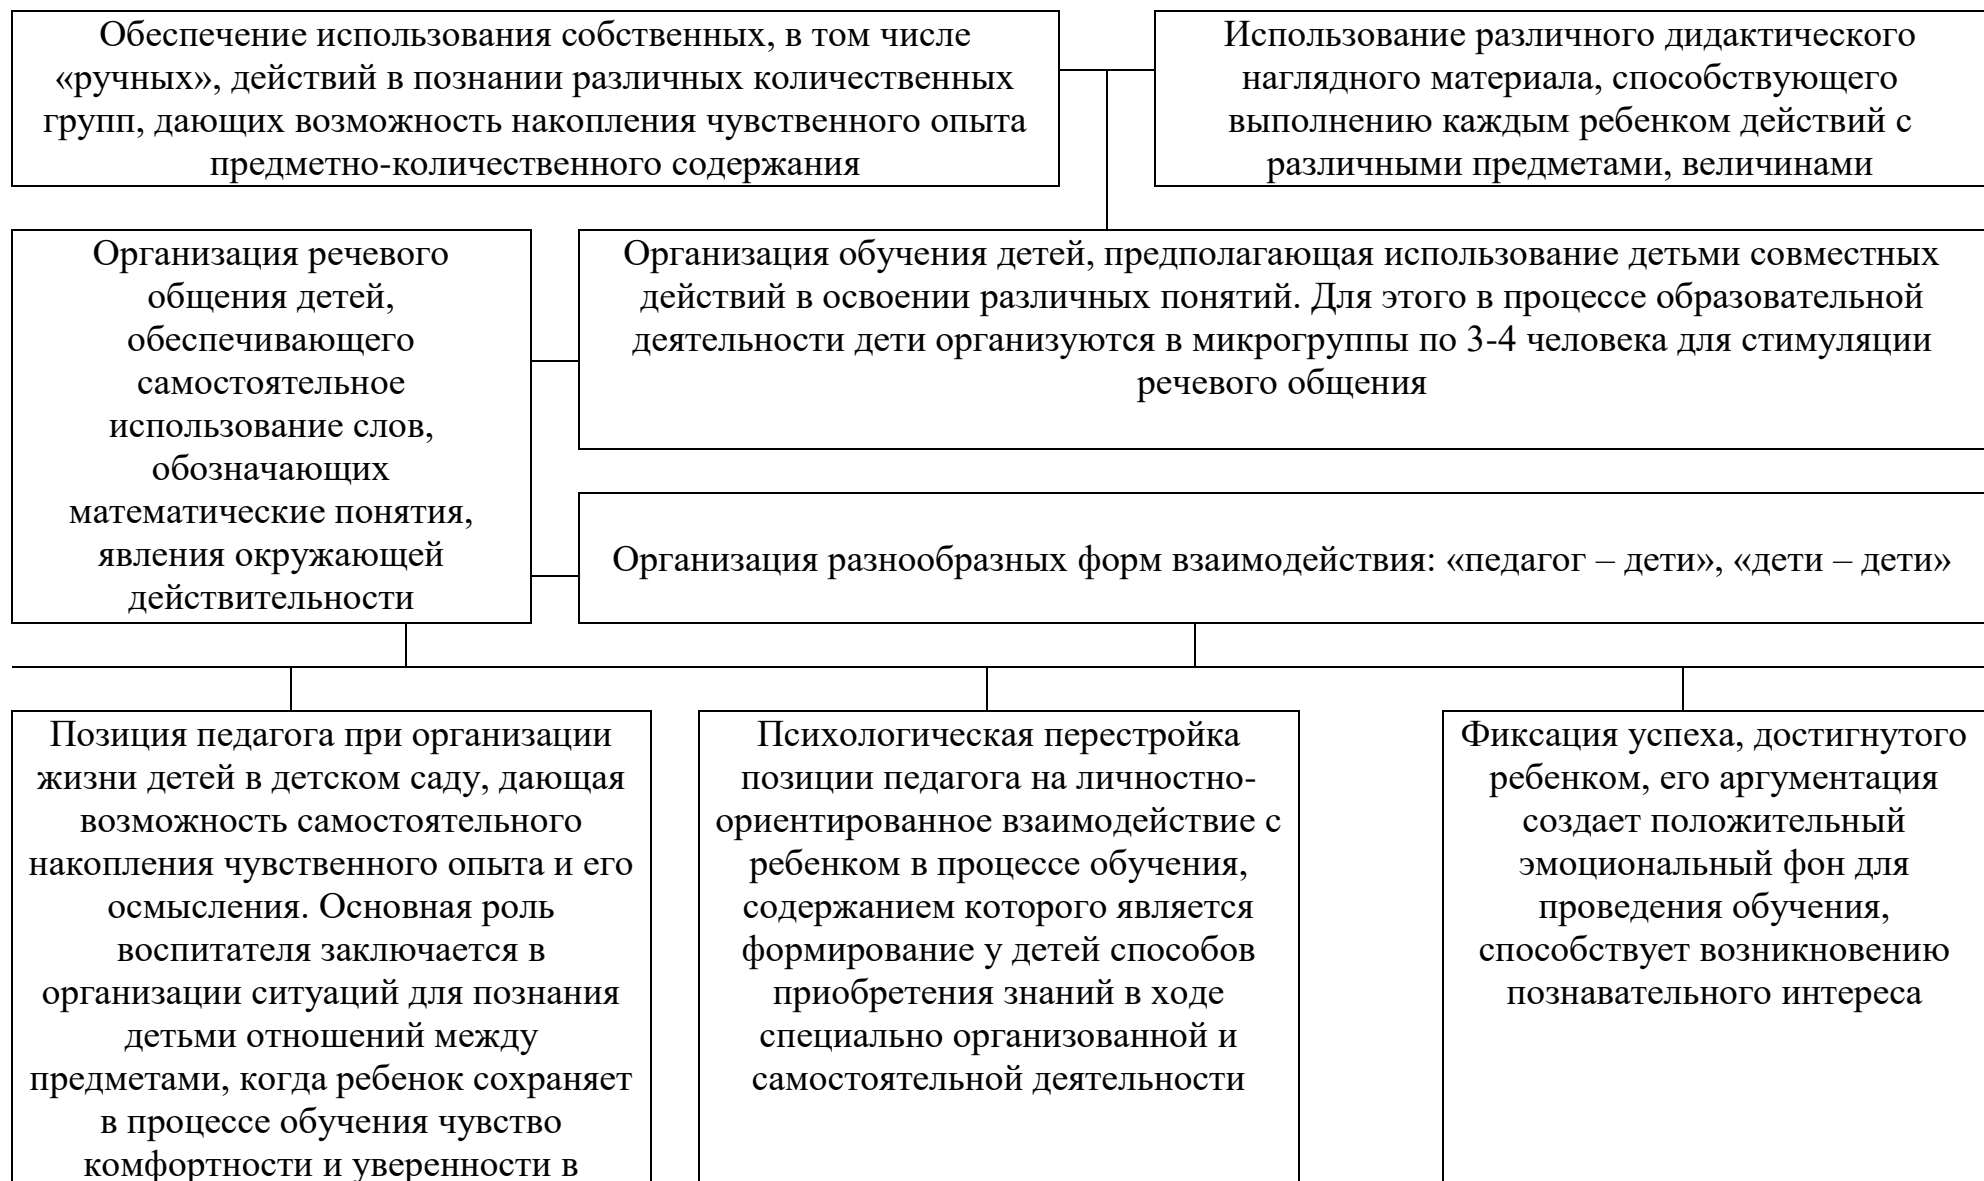 Обеспечение использования собственных, в том числе
«ручных», действий в познании различных количественных
групп, дающих возможность накопления чувственного опыта
предметно-количественного содержания
Использование различного дидактического
наглядного материала, способствующего
выполнению каждым ребенком действий с
различными предметами, величинами
Организация речевого
общения детей,
обеспечивающего
самостоятельное
использование слов,
обозначающих
математические понятия,
явления окружающей
действительности
Организация обучения детей, предполагающая использование детьми совместных
действий в освоении различных понятий. Для этого в процессе образовательной
деятельности дети организуются в микрогруппы по 3-4 человека для стимуляции
речевого общения
Организация разнообразных форм взаимодействия: «педагог – дети», «дети – дети»
Позиция педагога при организации
жизни детей в детском саду, дающая
возможность самостоятельного
накопления чувственного опыта и его
осмысления. Основная роль
воспитателя заключается в
организации ситуаций для познания
детьми отношений между
предметами, когда ребенок сохраняет
в процессе обучения чувство
комфортности и уверенности в
Психологическая перестройка
позиции педагога на личностно-
ориентированное взаимодействие с
ребенком в процессе обучения,
содержанием которого является
формирование у детей способов
приобретения знаний в ходе
специально организованной и
самостоятельной деятельности
Фиксация успеха, достигнутого
ребенком, его аргументация
создает положительный
эмоциональный фон для
проведения обучения,
способствует возникновению
познавательного интереса